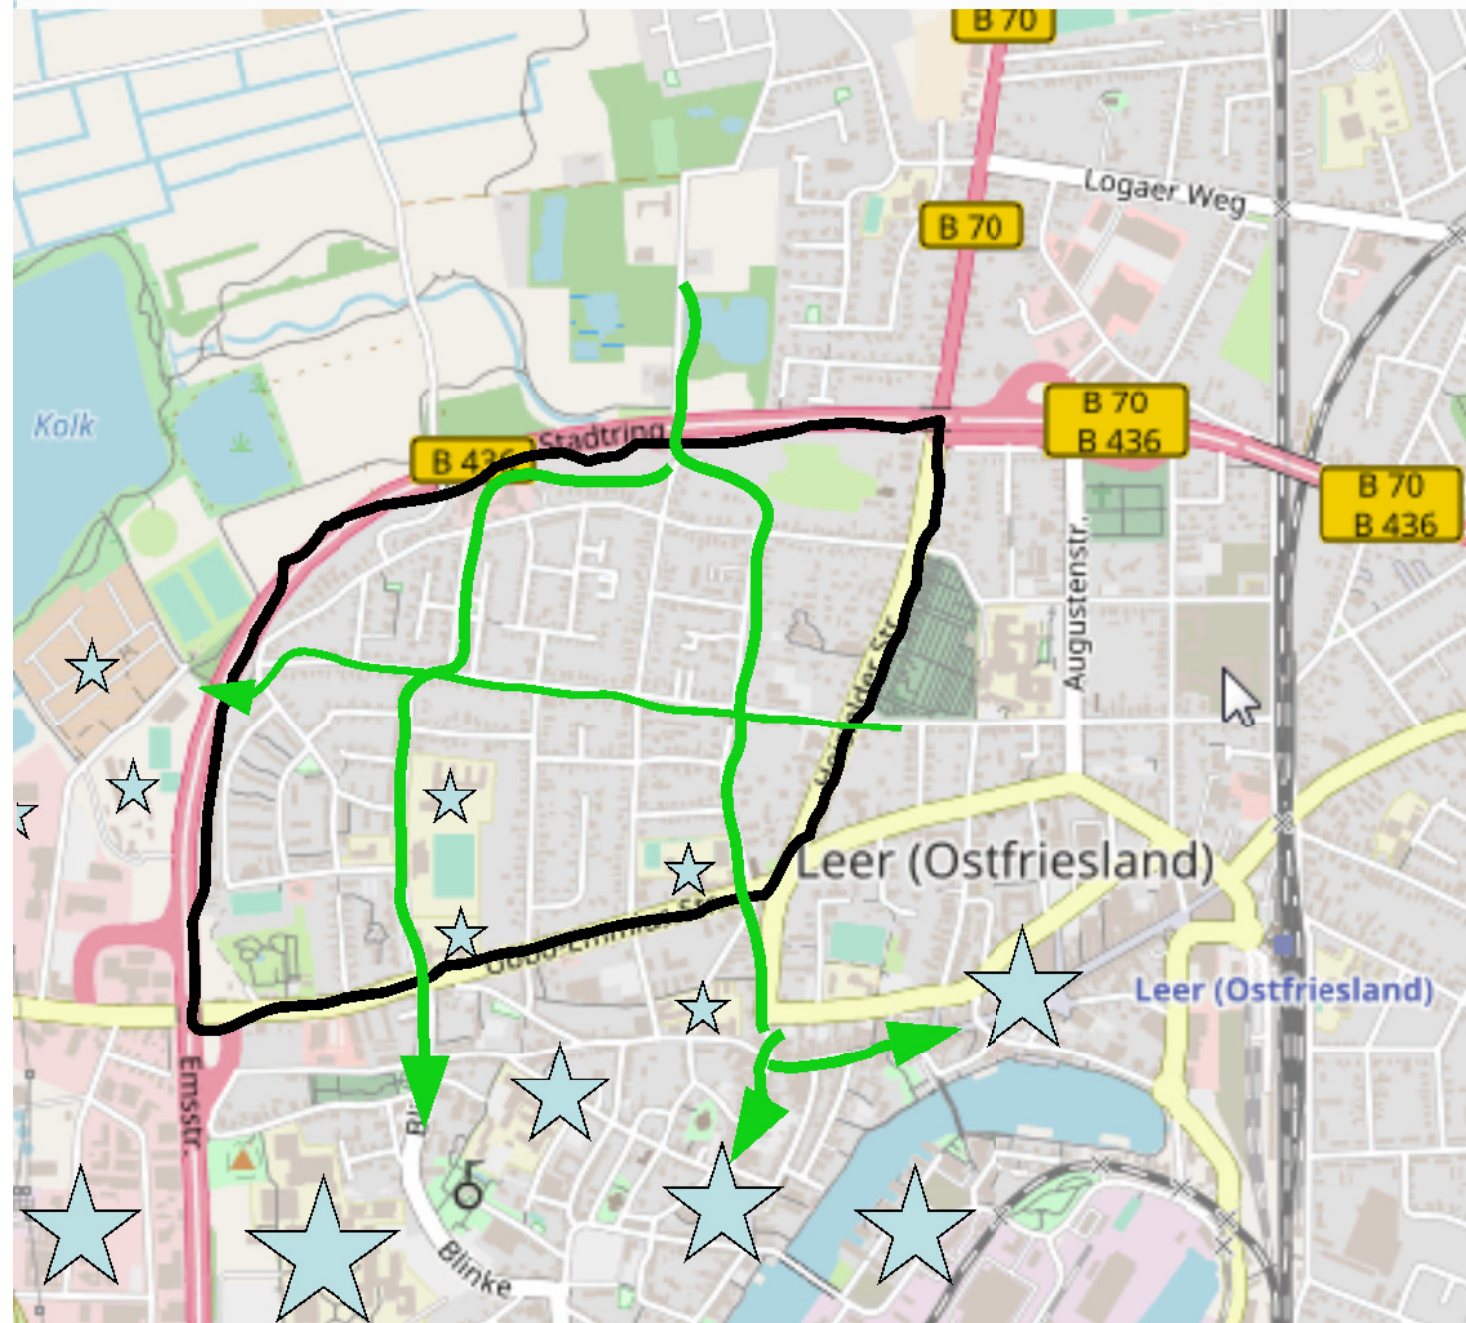 B 70
Logaer Weg
B 70
B 70
B 436
Kolk
Stadtring
B 436
B 70
B 436
Augustenstr.
Leer (Ostfriesland)
Leer (Ostfriesland)
Emsstr.
Blinke